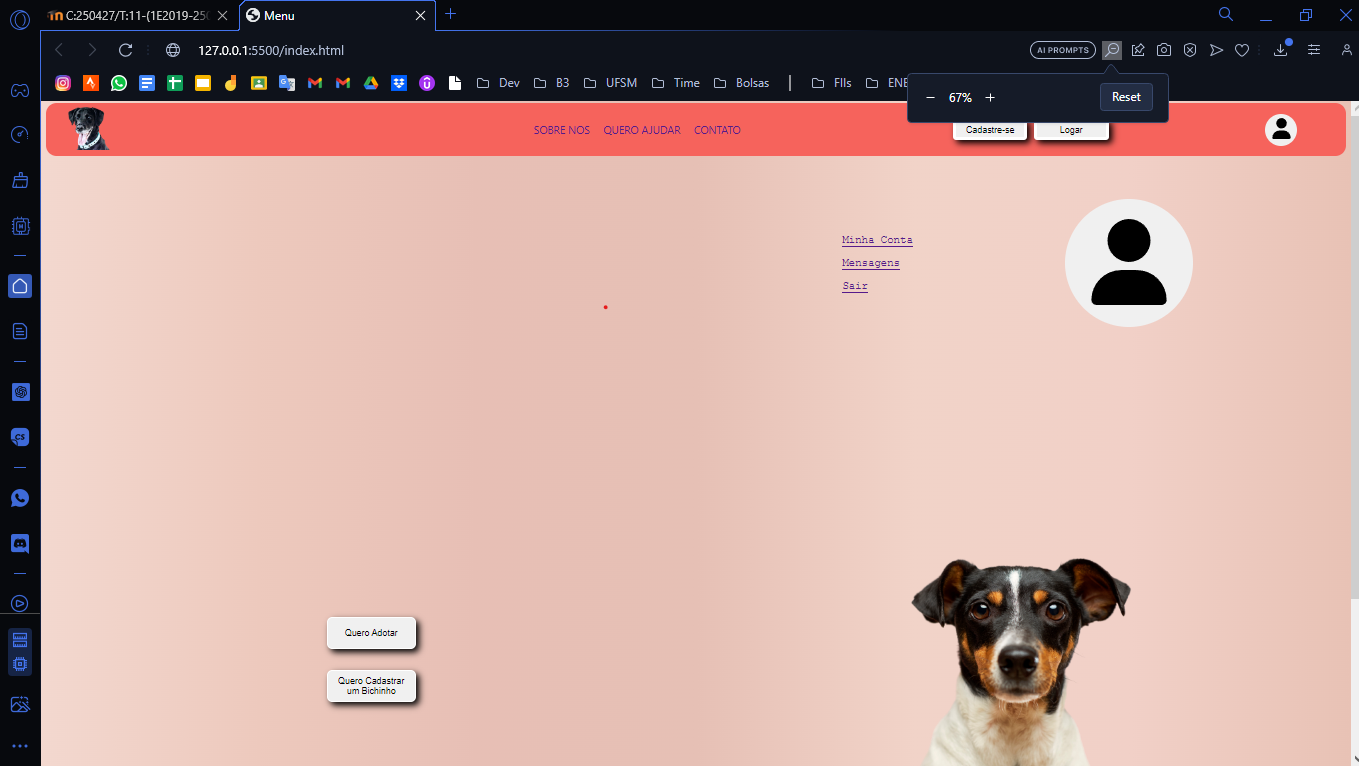 C:250427/T:11-(1E2019-250
Menu
127.0.0.1:5500/index.html
AI PROMPTS
Dev
B3
UFSM
Time
Bolsas
FIIs
ENE
67%
Reset
SOBRE NOS QUERO AJUDAR CONTATO
Cadastre-se
Logar
Minha Conta
Mensagens
Sair
Quero Adotar
Quero Cadastrar
um Bichinho